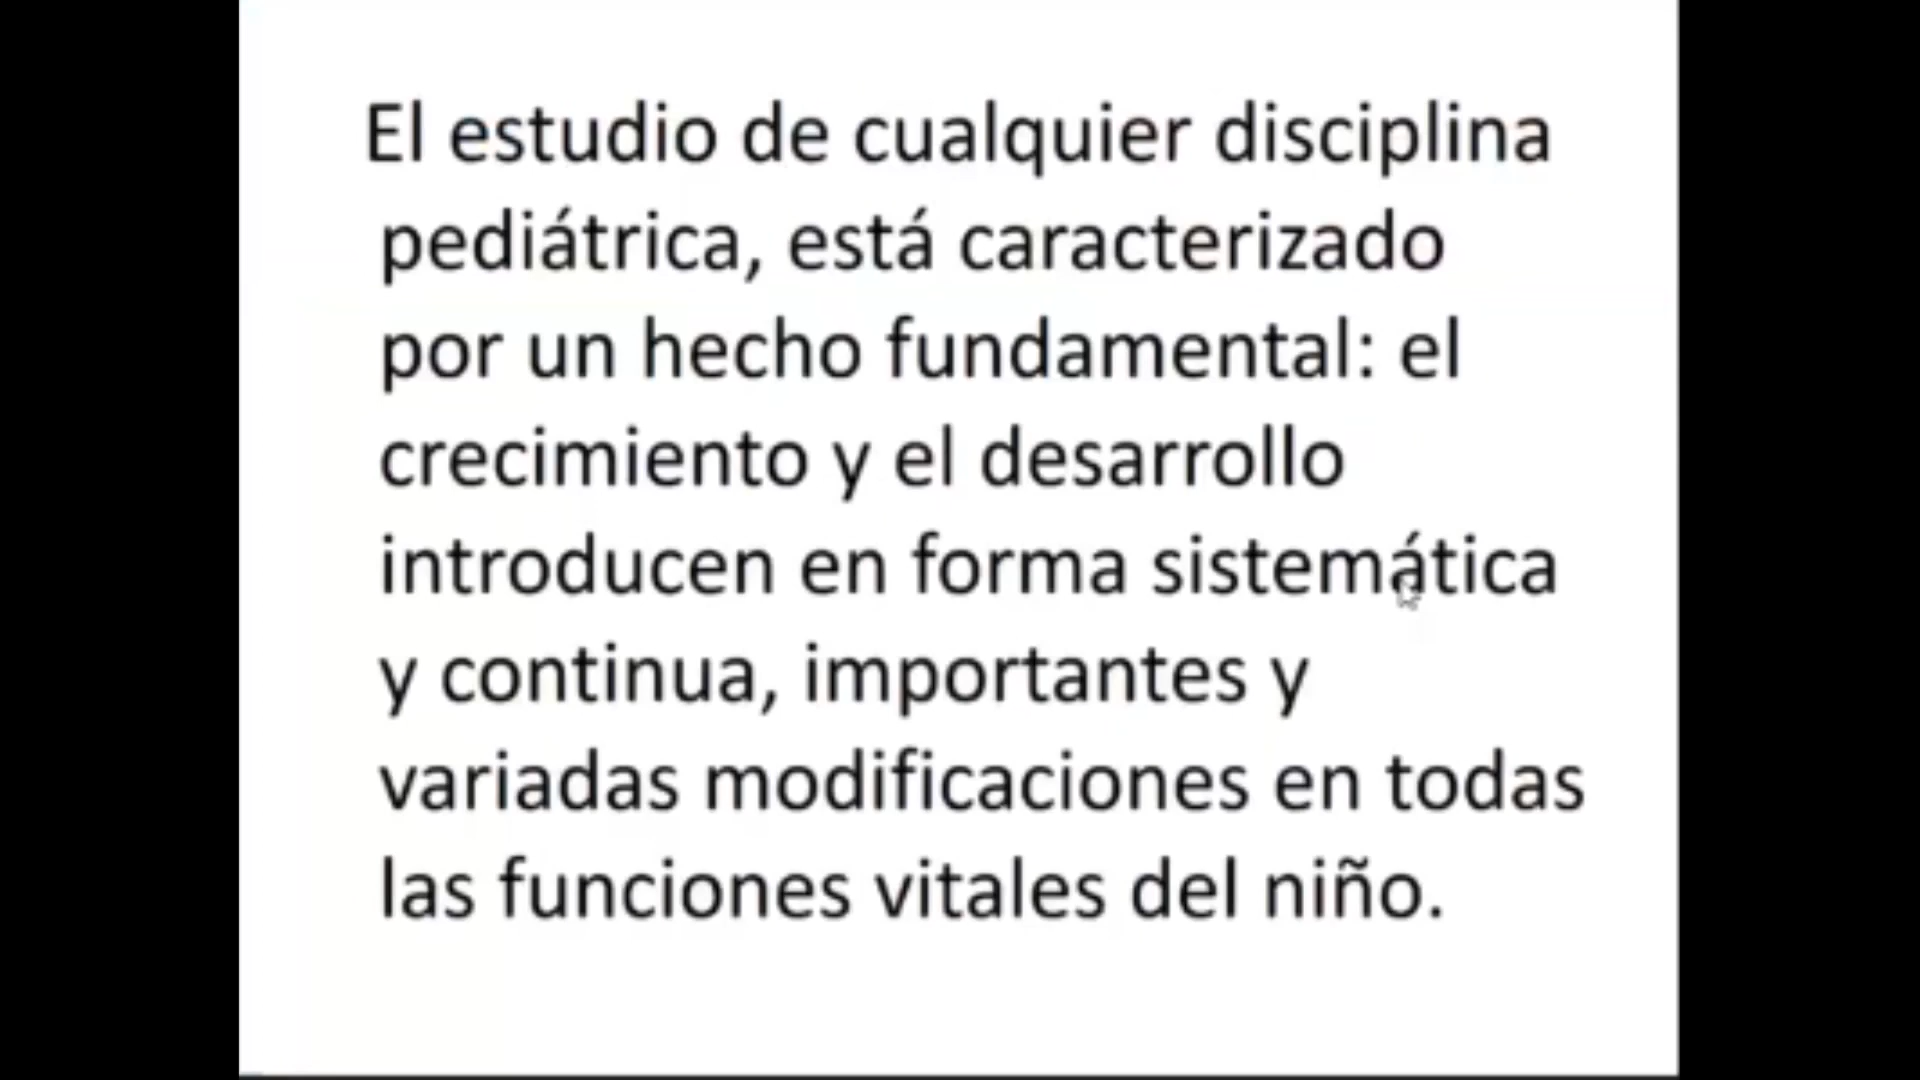 El estudio de cualquier disciplina
pediátrica, está caracterizado
por un hecho fundamental: el
crecimiento y el desarrollo
introducen en forma sistemática
y continua, importantes y
variadas modificaciones en todas
las funciones vitales del niño.